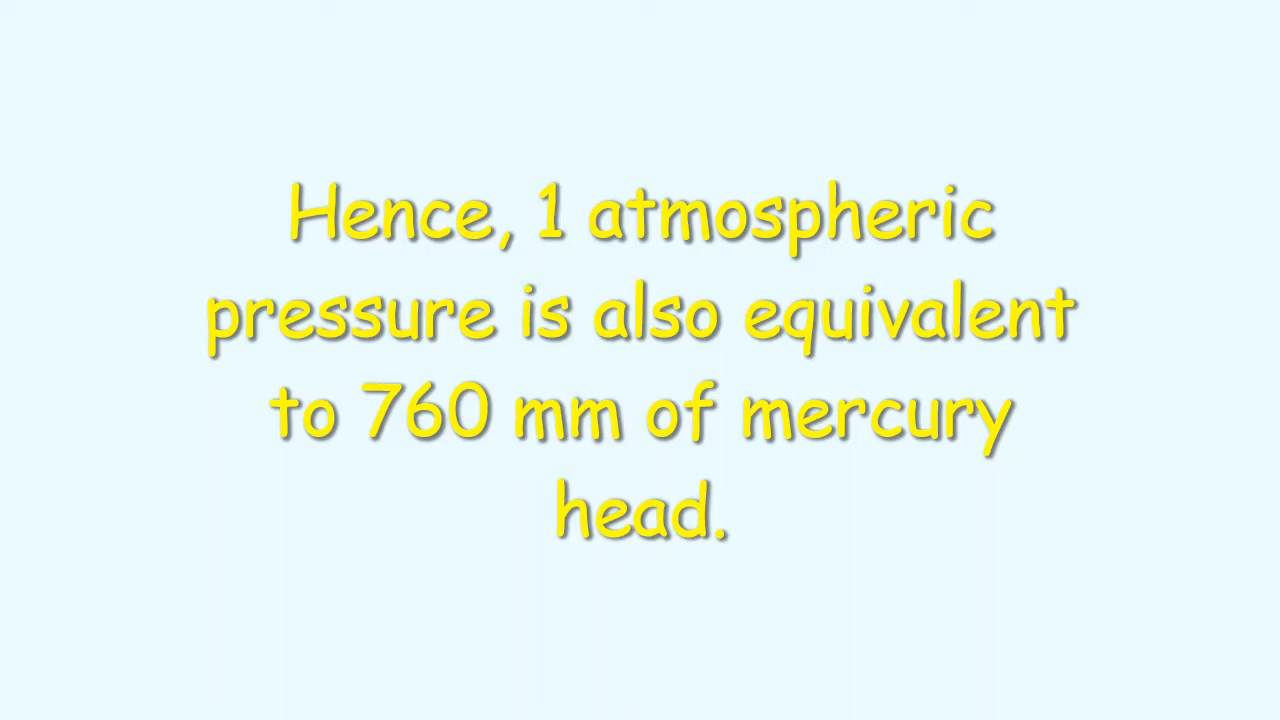 Hence, 1 atmospheric
pressure is also equivalent
to 760 mm of mercury
head.